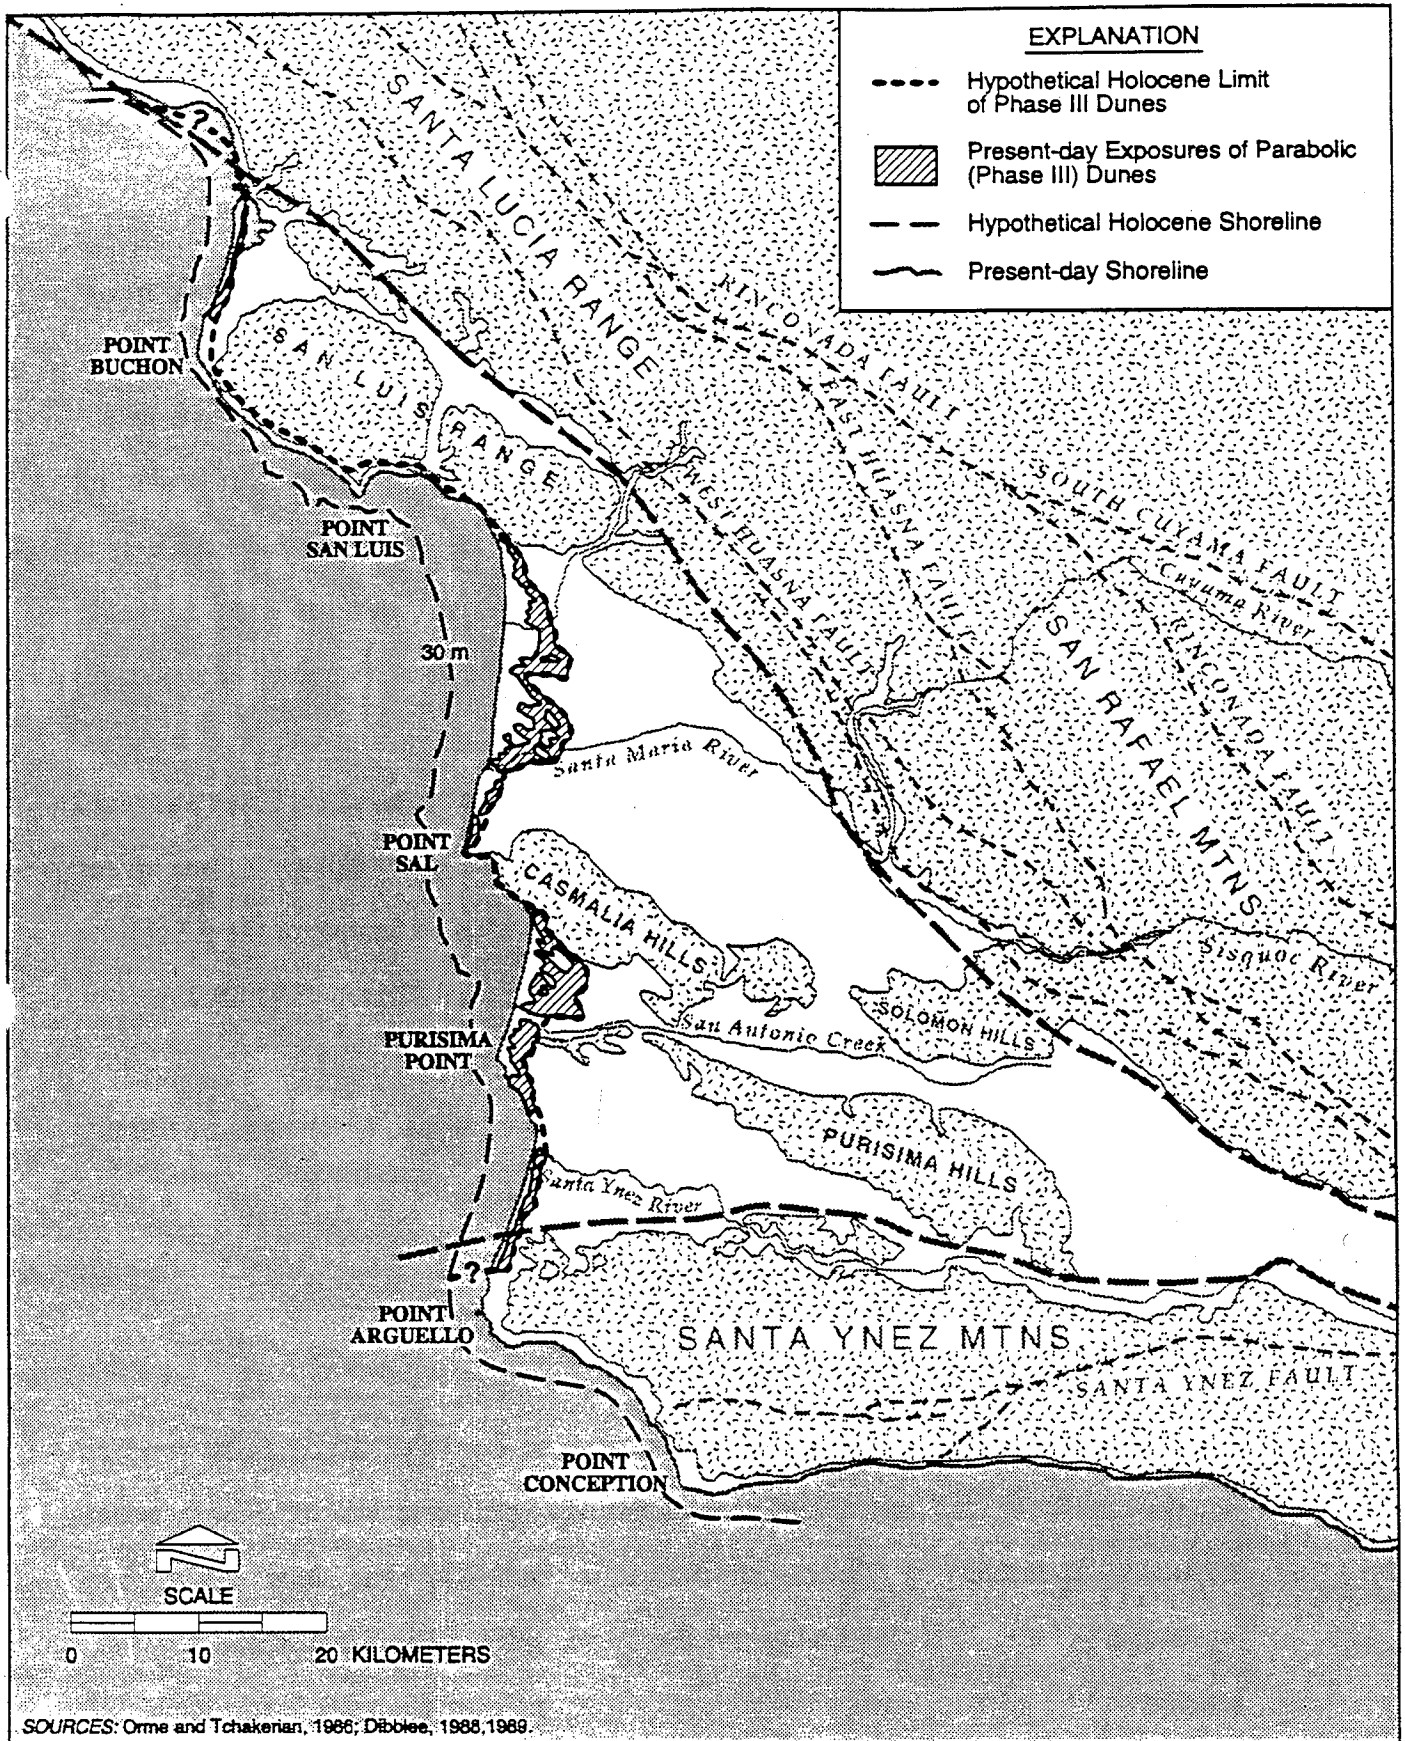 EXPLANATION
Hypothetical Holocene Limit
of Phase III Dunes
Present-day Exposures of Parabolic
(Phase III) Dunes
Hypothetical Holocene Shoreline
Present-day Shoreline
?
SANTA LUCIA RANGE
RINCONADA FAULT
POINT
BUCHON
SAN LUIS RANGE
EAST HUASNA FAULT
SOUTH CUYAMA FAULT
Cuyama River
WEST HUASNA FAULT
POINT
SAN LUIS
30 m
SAN RAFAEL MTNS
RINCONADA FAULT
Santa Maria River
POINT
SAL
CASMALIA HILLS
Sisquoc River
SOLOMON HILLS
San Antonio Creek
PURISIMA
POINT
PURISIMA HILLS
Santa Ynez River
?
POINT
ARGUELLO
SANTA YNEZ MTNS
SANTA YNEZ FAULT
POINT
CONCEPTION
N
SCALE
0 10 20 KILOMETERS
SOURCES: Orme and Tchakerian, 1986; Dibblee, 1988,1989.